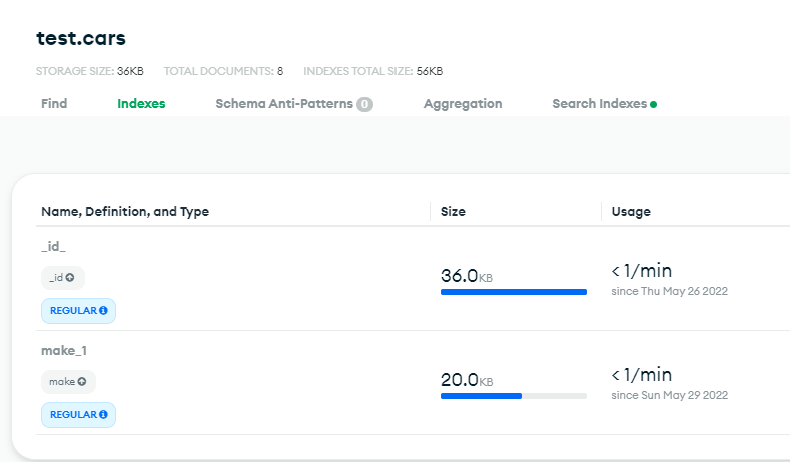 test.cars
STORAGE SIZE: 36KB TOTAL DOCUMENTS: 8 INDEXES TOTAL SIZE: 56KB
Find Indexes Schema Anti-Patterns 0 Aggregation Search Indexes
Name, Definition, and Type Size Usage
_id_
_id
REGULAR
36.0KB
< 1/min
since Thu May 26 2022
make_1
make
REGULAR
20.0KB
< 1/min
since Sun May 29 2022